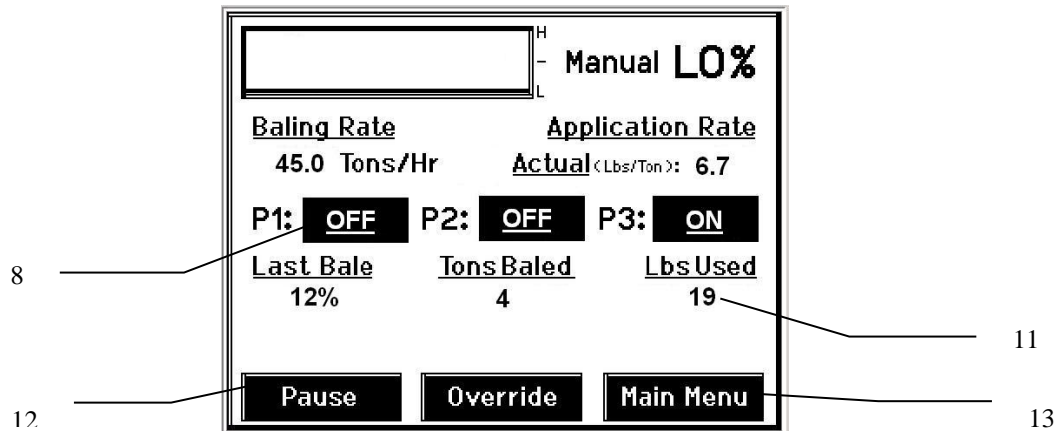 H
-
L
Manual LO%
Baling Rate Application Rate
45.0 Tons/Hr Actual (Lbs/Ton): 6.7
P1: OFF P2: OFF P3: ON
8
Last Bale Tons Baled Lbs Used
12% 4 19
11
Pause Override Main Menu
12 13